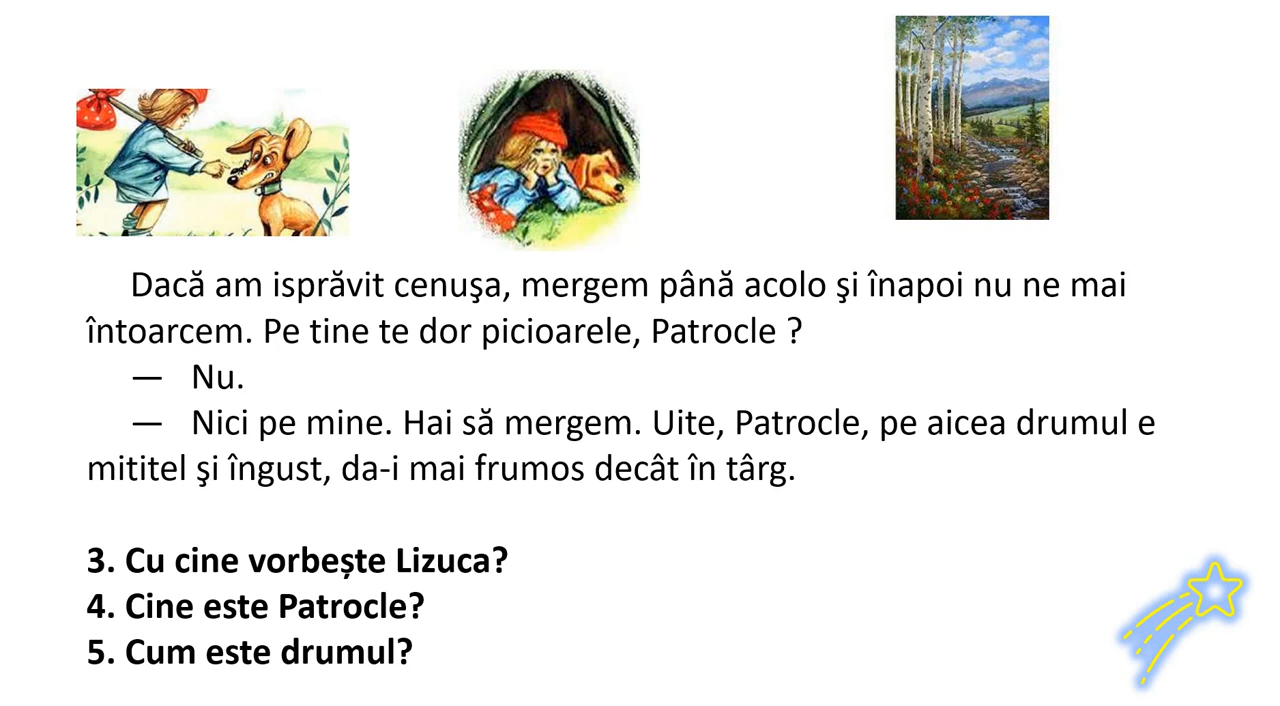 Dacă am isprăvit cenuşa, mergem până acolo şi înapoi nu ne mai
întoarcem. Pe tine te dor picioarele, Patrocle ?
— Nu.
— Nici pe mine. Hai să mergem. Uite, Patrocle, pe aicea drumul e
mititel şi îngust, da-i mai frumos decât în târg.
3. Cu cine vorbește Lizuca?
4. Cine este Patrocle?
5. Cum este drumul?